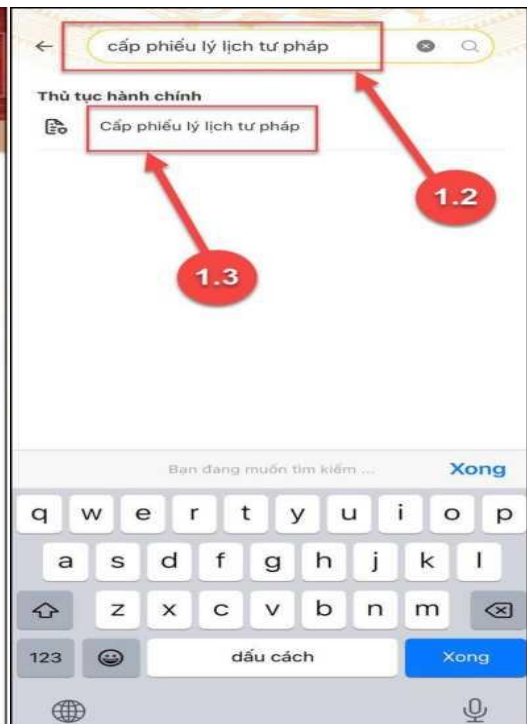 cấp phiếu lý lịch tư pháp
Thủ tục hành chính
Cấp phiếu lý lịch tư pháp
1.2
1.3
Bạn đang muốn tìm kiếm ... Xong
q w e r t y u i o p
a s d f g h j k l
z x c v b n m
123 dấu cách Xong